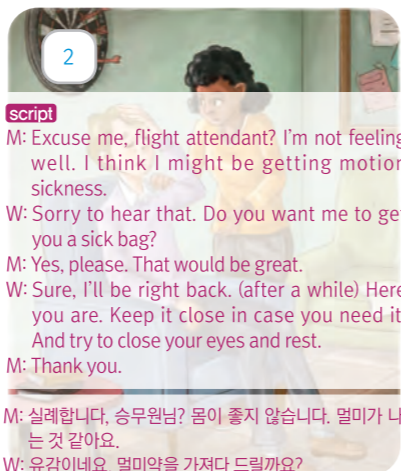 2
script
M: Excuse me, flight attendant? I'm not feeling
well. I think I might be getting motion
sickness.
W: Sorry to hear that. Do you want me to get
you a sick bag?
M: Yes, please. That would be great.
W: Sure, I'll be right back. (after a while) Here
you are. Keep it close in case you need it.
And try to close your eyes and rest.
M: Thank you.
M: 실례합니다, 승무원님? 몸이 좋지 않습니다. 멀미가 나
는 것 같아요.
W: 유감이네요. 멀미약을 가져다 드릴까요?